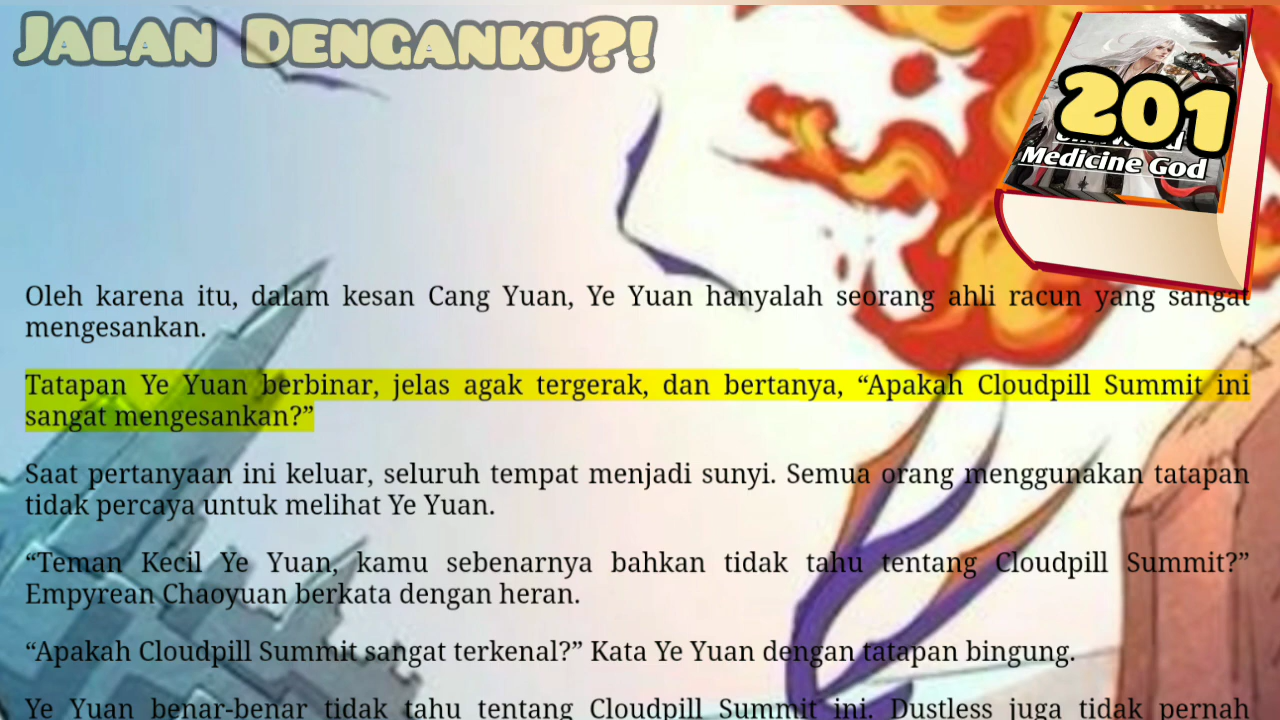 Jalan Denganku?!
201
Medicine God
Oleh karena itu, dalam kesan Cang Yuan, Ye Yuan hanyalah seorang ahli racun yang sangat
mengesankan.
Tatapan Ye Yuan berbinar, jelas agak tergerak, dan bertanya, “Apakah Cloudpill Summit ini
sangat mengesankan?”
Saat pertanyaan ini keluar, seluruh tempat menjadi sunyi. Semua orang menggunakan tatapan
tidak percaya untuk melihat Ye Yuan.
“Teman Kecil Ye Yuan, kamu sebenarnya bahkan tidak tahu tentang Cloudpill Summit?”
Empyrean Chaoyuan berkata dengan heran.
“Apakah Cloudpill Summit sangat terkenal?” Kata Ye Yuan dengan tatapan bingung.
Ye Yuan benar-benar tidak tahu tentang Cloudpill Summit ini. Dustless juga tidak pernah